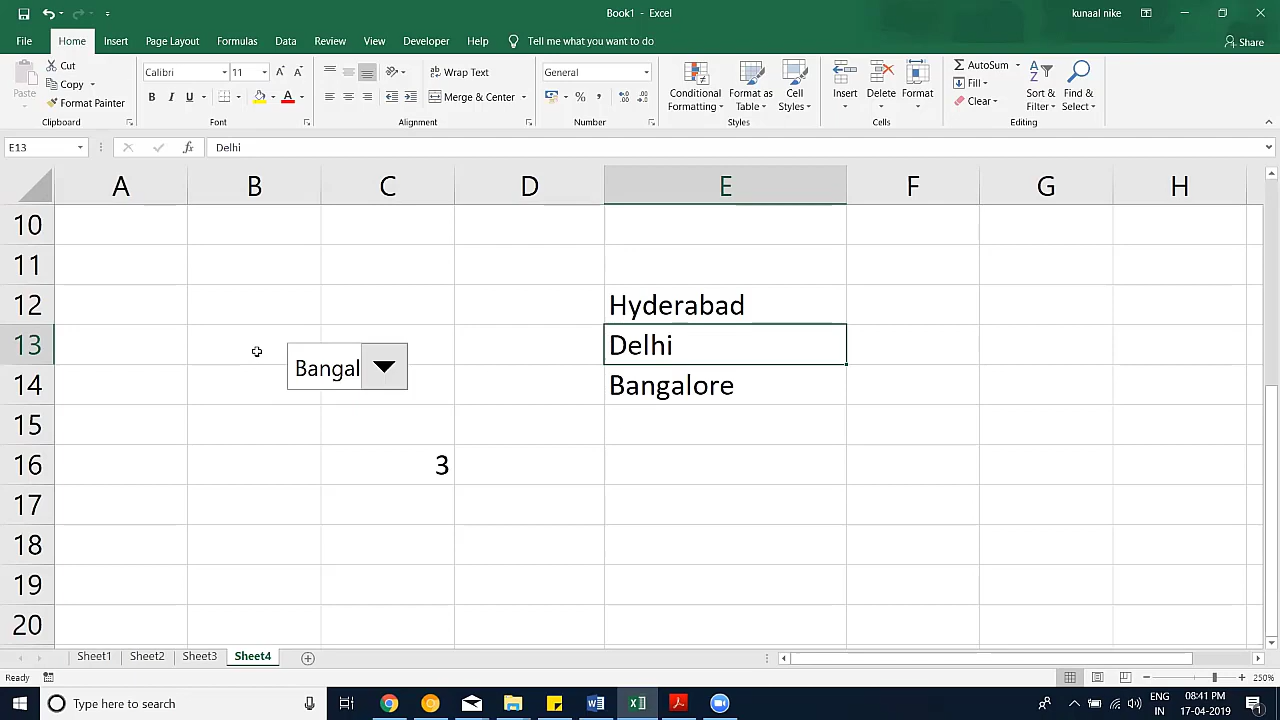 Book1 - Excel
kunaal nike
File Home Insert Page Layout Formulas Data Review View Developer Help Tell me what you want to do Share
Paste
Cut
Copy
Format Painter
Clipboard
Calibri 11
B I U
Font
Wrap Text
Merge & Center
Alignment
General
Number
Conditional Formatting
Format as Table
Cell Styles
Styles
Insert Delete Format
Cells
AutoSum
Fill
Clear
Sort & Filter
Find & Select
Editing
E13
fx
Delhi
A B C D E F G H
10
11
12 Hyderabad
13 Delhi
Bangal
14 Bangalore
15
16 3
17
18
19
20
Sheet1 Sheet2 Sheet3 Sheet4
Ready
250%
Type here to search
ENG
IN
08:41 PM
17-04-2019